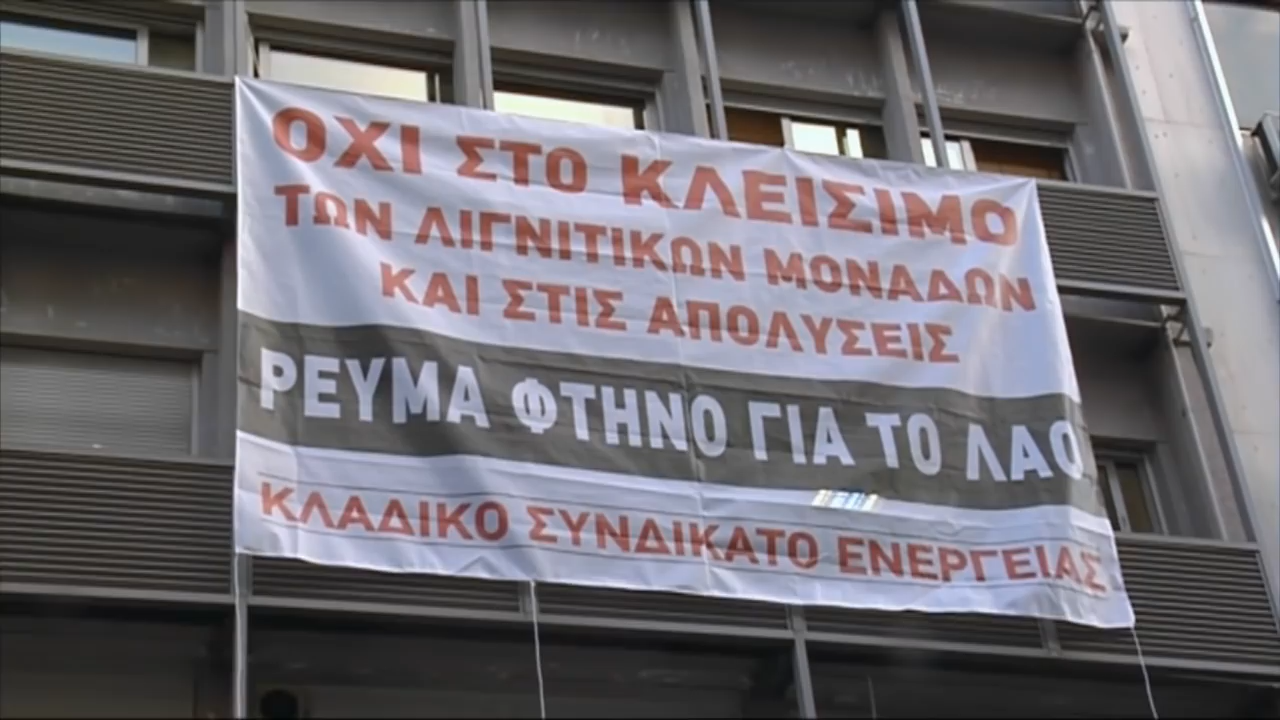 ΟΧΙ ΣΤΟ ΚΛΕΙΣΙΜΟ
ΤΩΝ ΛΙΓΝΙΤΙΚΩΝ ΜΟΝΑΔΩΝ
ΚΑΙ ΣΤΙΣ ΑΠΟΛΥΣΕΙΣ
ΡΕΥΜΑ ΦΤΗΝΟ ΓΙΑ ΤΟ ΛΑΟ
ΚΛΑΔΙΚΟ ΣΥΝΔΙΚΑΤΟ ΕΝΕΡΓΕΙΑΣ